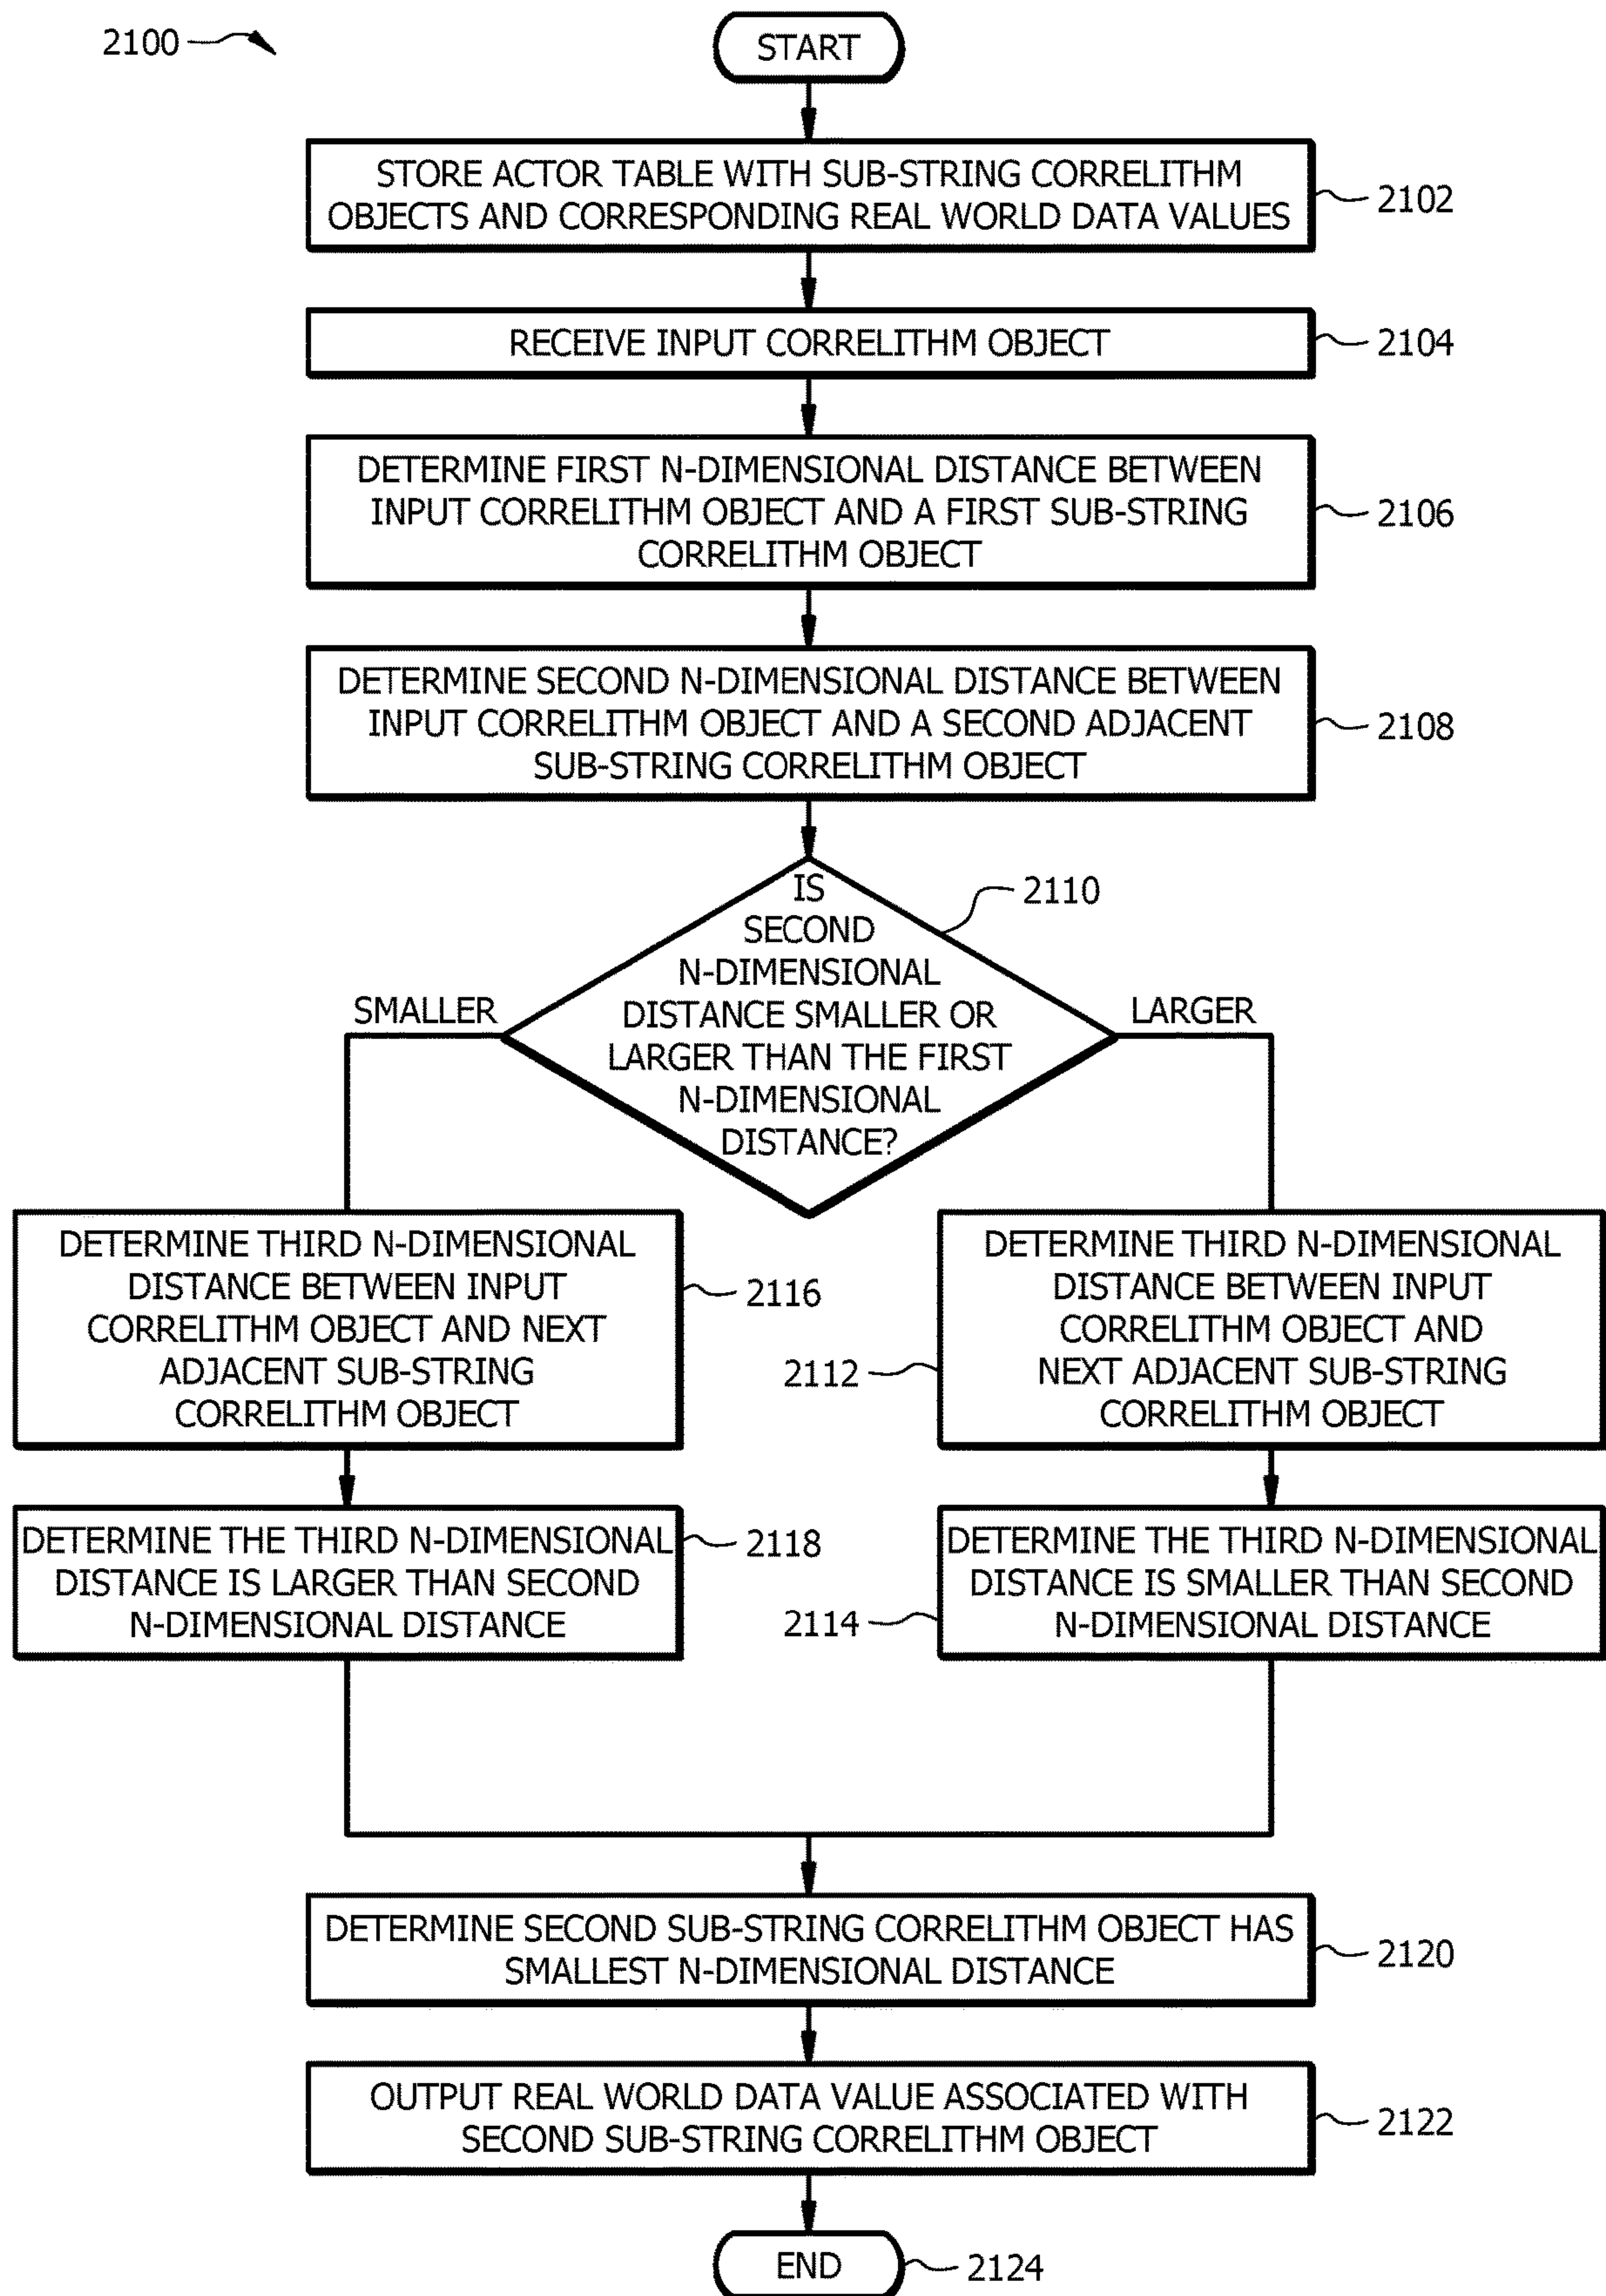 2100
START
STORE ACTOR TABLE WITH SUB-STRING CORRELITHM
OBJECTS AND CORRESPONDING REAL WORLD DATA VALUES
2102
RECEIVE INPUT CORRELITHM OBJECT
2104
DETERMINE FIRST N-DIMENSIONAL DISTANCE BETWEEN
INPUT CORRELITHM OBJECT AND A FIRST SUB-STRING
CORRELITHM OBJECT
2106
DETERMINE SECOND N-DIMENSIONAL DISTANCE BETWEEN
INPUT CORRELITHM OBJECT AND A SECOND ADJACENT
SUB-STRING CORRELITHM OBJECT
2108
IS
SECOND
N-DIMENSIONAL
DISTANCE SMALLER OR
LARGER THAN THE FIRST
N-DIMENSIONAL
DISTANCE?
2110
SMALLER
LARGER
DETERMINE THIRD N-DIMENSIONAL
DISTANCE BETWEEN INPUT
CORRELITHM OBJECT AND NEXT
ADJACENT SUB-STRING
CORRELITHM OBJECT
2116
DETERMINE THIRD N-DIMENSIONAL
DISTANCE BETWEEN INPUT
CORRELITHM OBJECT AND
NEXT ADJACENT SUB-STRING
CORRELITHM OBJECT
2112
DETERMINE THE THIRD N-DIMENSIONAL
DISTANCE IS LARGER THAN SECOND
N-DIMENSIONAL DISTANCE
2118
DETERMINE THE THIRD N-DIMENSIONAL
DISTANCE IS SMALLER THAN SECOND
N-DIMENSIONAL DISTANCE
2114
DETERMINE SECOND SUB-STRING CORRELITHM OBJECT HAS
SMALLEST N-DIMENSIONAL DISTANCE
2120
OUTPUT REAL WORLD DATA VALUE ASSOCIATED WITH
SECOND SUB-STRING CORRELITHM OBJECT
2122
END
2124